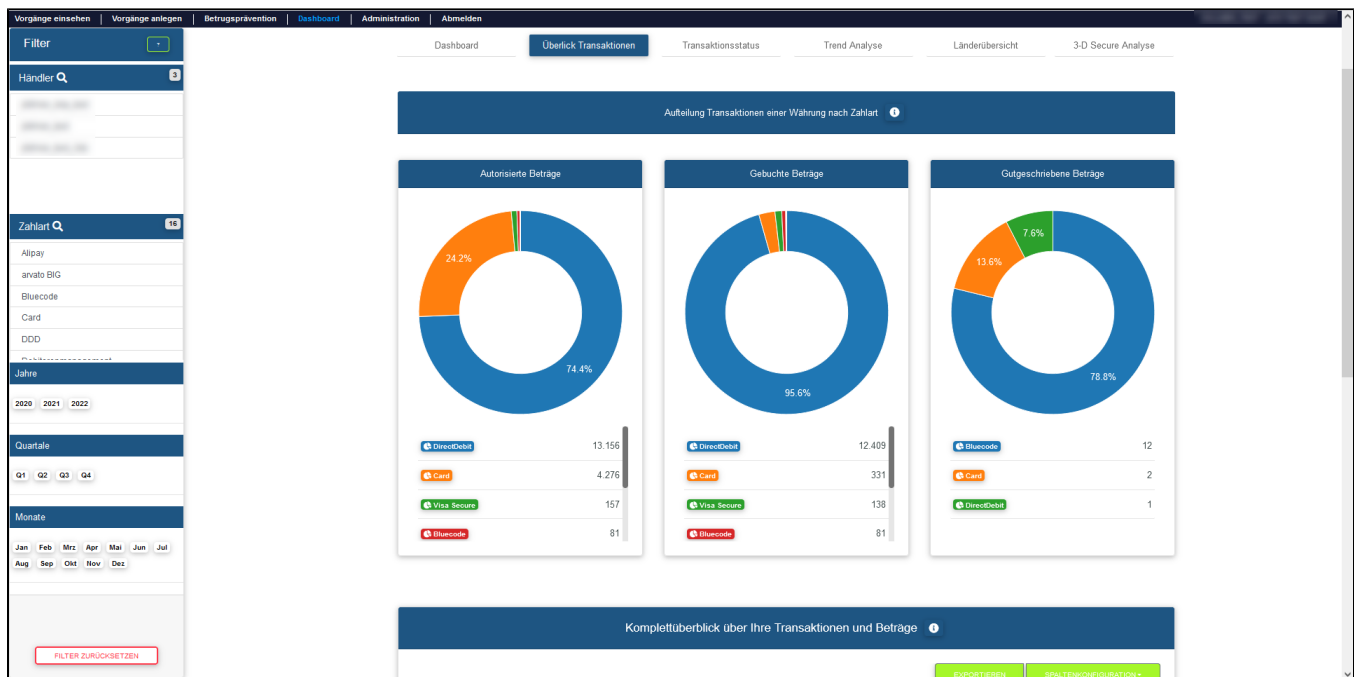 Vorgänge einsehen | Vorgänge anlegen | Betrugsprävention | Dashboard | Administration | Abmelden
Filter +
Händler 3
Zahlart 16
Alipay
arvato BIG
Bluecode
Card
DDD
Debitorenmanagement
Jahre
2020 2021 2022
Quartale
Q1 Q2 Q3 Q4
Monate
Jan Feb Mrz Apr Mai Jun Jul
Aug Sep Okt Nov Dez
FILTER ZURÜCKSETZEN
Dashboard Überlick Transaktionen Transaktionsstatus Trend Analyse Länderübersicht 3-D Secure Analyse
Aufteilung Transaktionen einer Währung nach Zahlart
Autorisierte Beträge
24.2%
74.4%
DirectDebit 13.156
Card 4.276
Visa Secure 157
Bluecode 81
Gebuchte Beträge
95.6%
DirectDebit 12.409
Card 331
Visa Secure 138
Bluecode 81
Gutgeschriebene Beträge
7.6%
13.6%
78.8%
Bluecode 12
Card 2
DirectDebit 1
Komplettüberblick über Ihre Transaktionen und Beträge
EXPORTIEREN SPALTENKONFIGURATION